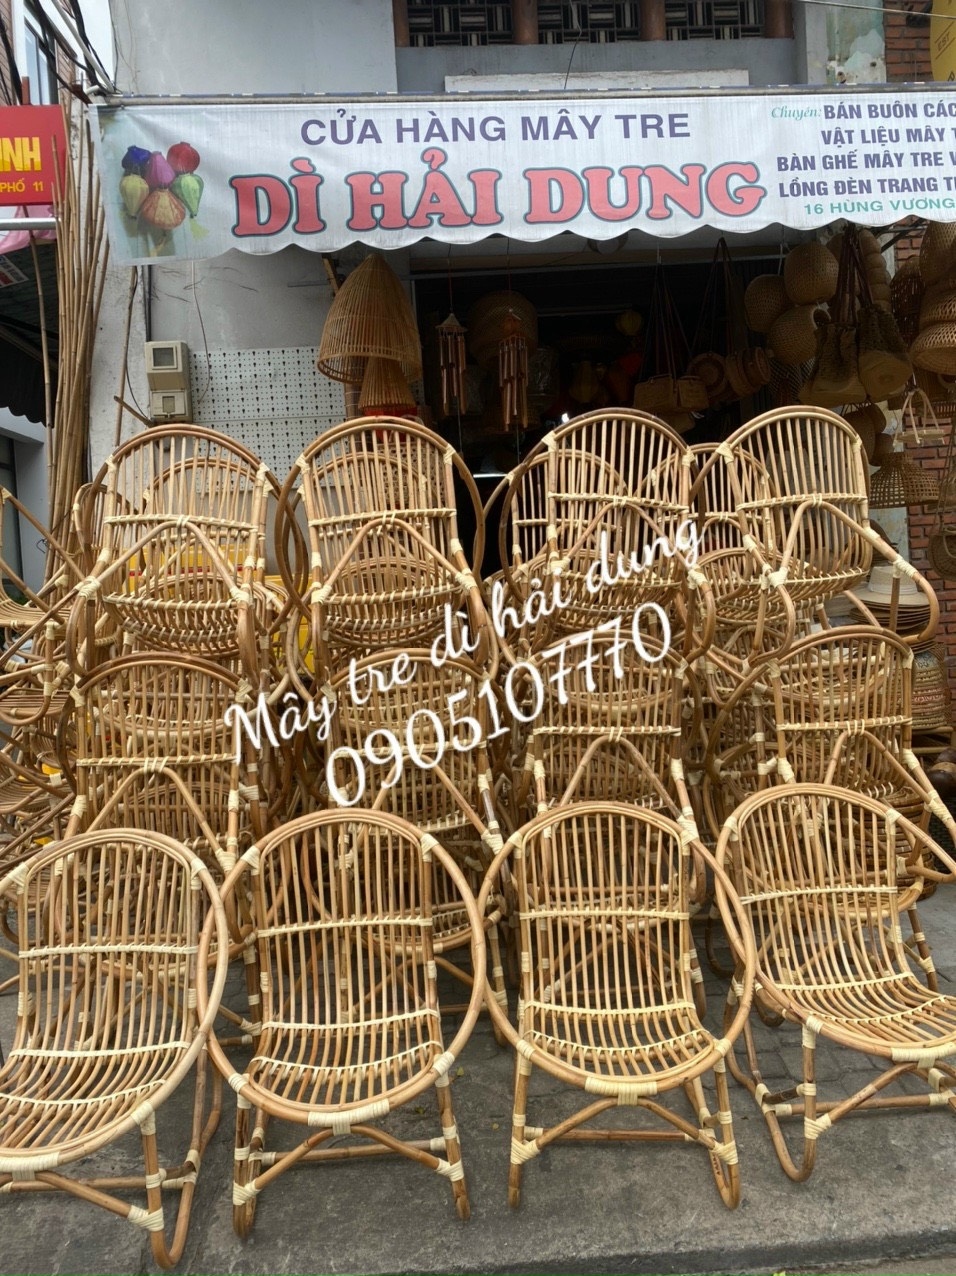 CỬA HÀNG MÂY TRE
DÌ HẢI DUNG
Chuyên: BÁN BUÔN CÁC
VẬT LIỆU MÂY
BÀN GHẾ MÂY TRE
LỒNG ĐÈN TRANG
16 HÙNG VƯƠNG
PHỐ 11
Mây tre dì hải dung
0905107770